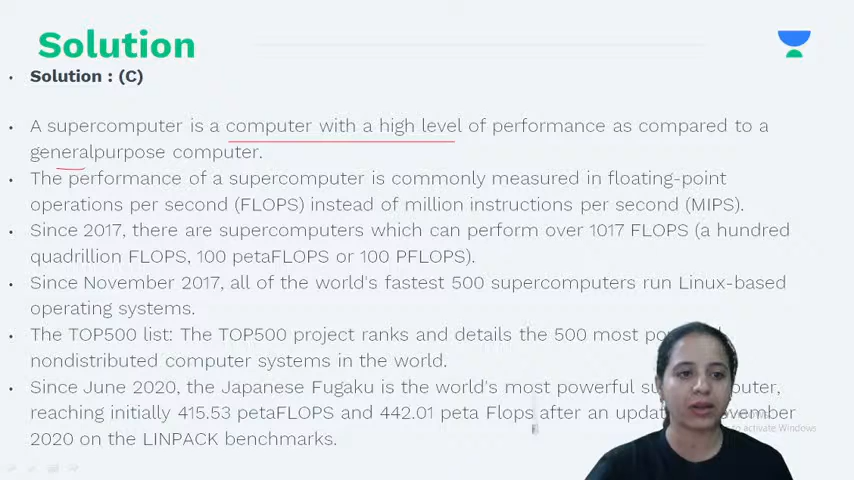 Solution
• Solution : (C)
• A supercomputer is a computer with a high level of performance as compared to a
generalpurpose computer.
• The performance of a supercomputer is commonly measured in floating-point
operations per second (FLOPS) instead of million instructions per second (MIPS).
• Since 2017, there are supercomputers which can perform over 1017 FLOPS (a hundred
quadrillion FLOPS, 100 petaFLOPS or 100 PFLOPS).
• Since November 2017, all of the world's fastest 500 supercomputers run Linux-based
operating systems.
• The TOP500 list: The TOP500 project ranks and details the 500 most
nondistributed computer systems in the world.
• Since June 2020, the Japanese Fugaku is the world's most powerful
reaching initially 415.53 petaFLOPS and 442.01 peta Flops after an
to activate Windows
2020 on the LINPACK benchmarks.